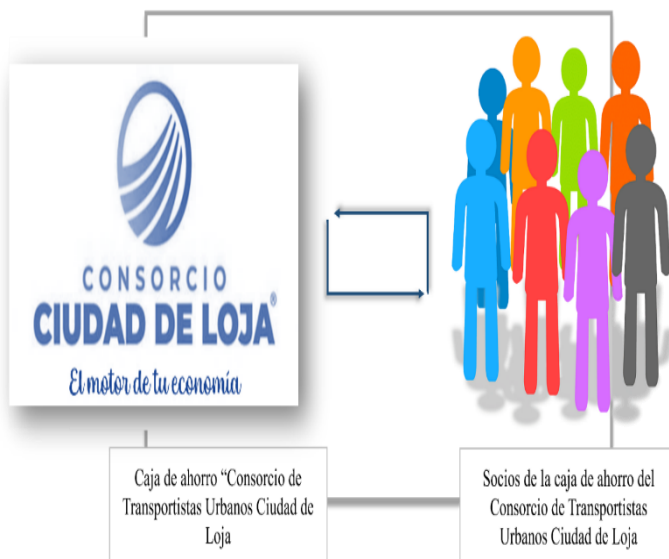 CONSORCIO
CIUDAD DE LOJA®
El motor de tu economía
Caja de ahorro “Consorcio de
Transportistas Urbanos Ciudad de
Loja
Socios de la caja de ahorro del
Consorcio de Transportistas
Urbanos Ciudad de Loja